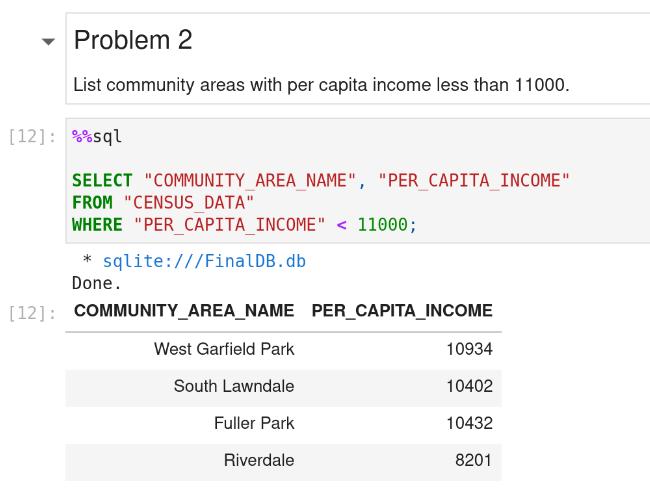 Problem 2
List community areas with per capita income less than 11000.
[12]:
%%sql
SELECT "COMMUNITY_AREA_NAME", "PER_CAPITA_INCOME"
FROM "CENSUS_DATA"
WHERE "PER_CAPITA_INCOME" < 11000;
* sqlite:///FinalDB.db
Done.
[12]:
COMMUNITY_AREA_NAME PER_CAPITA_INCOME
West Garfield Park 10934
South Lawndale 10402
Fuller Park 10432
Riverdale 8201